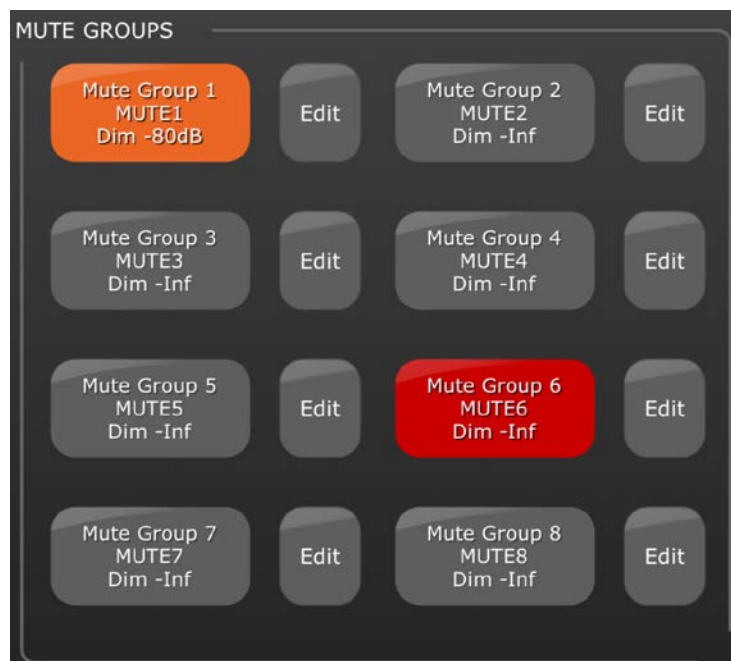 MUTE GROUPS
Mute Group 1
MUTE1
Dim -80dB
Edit
Mute Group 2
MUTE2
Dim -Inf
Edit
Mute Group 3
MUTE3
Dim -Inf
Edit
Mute Group 4
MUTE4
Dim -Inf
Edit
Mute Group 5
MUTE5
Dim -Inf
Edit
Mute Group 6
MUTE6
Dim -Inf
Edit
Mute Group 7
MUTE7
Dim -Inf
Edit
Mute Group 8
MUTE8
Dim -Inf
Edit